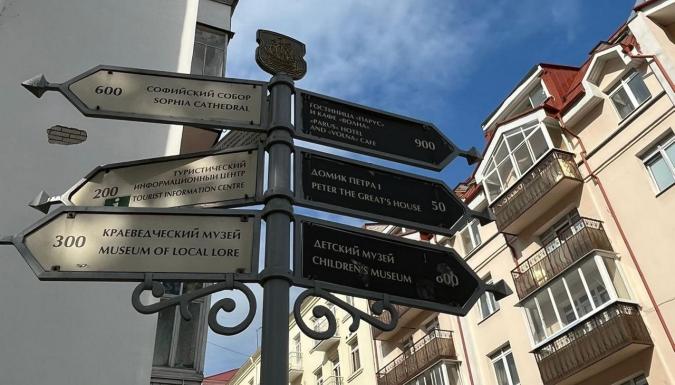 600
СОФИЙСКИЙ СОБОР
SOPHIA CATHEDRAL
200
ТУРИСТИЧЕСКИЙ
ИНФОРМАЦИОННЫЙ ЦЕНТР
i TOURIST INFORMATION CENTRE
300
КРАЕВЕДЧЕСКИЙ МУЗЕЙ
MUSEUM OF LOCAL LORE
ГОСТИНИЦА «ПАРУС»
И КАФЕ «ВОЛНА»
«PARUS» HOTEL
AND «VOLNA» CAFE
900
ДОМИК ПЕТРА I
PETER THE GREAT'S HOUSE
50
ДЕТСКИЙ МУЗЕЙ
CHILDREN'S MUSEUM
600